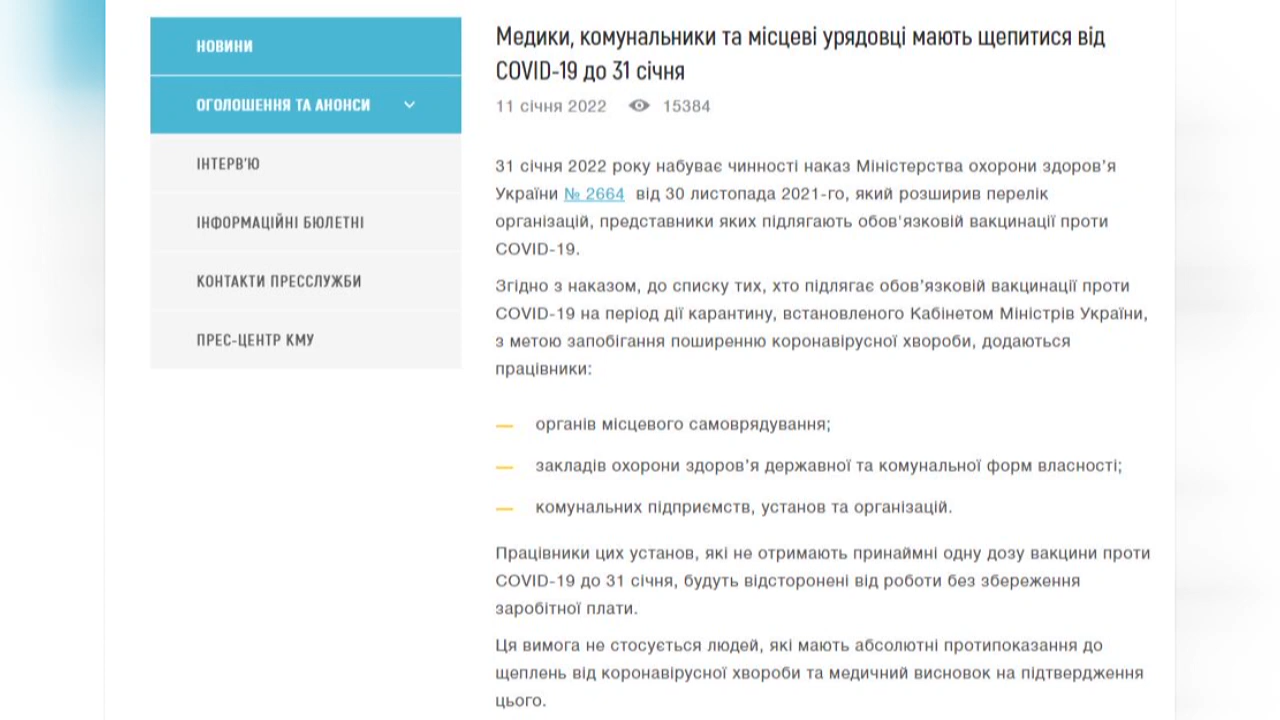 НОВИНИ
ОГОЛОШЕННЯ ТА АНОНСИ
ІНТЕРВ'Ю
ІНФОРМАЦІЙНІ БЮЛЕТНІ
КОНТАКТИ ПРЕССЛУЖБИ
ПРЕС-ЦЕНТР КМУ
Медики, комунальники та місцеві урядовці мають щепитися від
COVID-19 до 31 січня
11 січня 2022 15384
31 січня 2022 року набуває чинності наказ Міністерства охорони здоров'я
України № 2664 від 30 листопада 2021-го, який розширив перелік
організацій, представники яких підлягають обов'язковій вакцинації проти
COVID-19.
Згідно з наказом, до списку тих, хто підлягає обов'язковій вакцинації проти
COVID-19 на період дії карантину, встановленого Кабінетом Міністрів України,
з метою запобігання поширенню коронавірусної хвороби, додаються
працівники:
— органів місцевого самоврядування;
— закладів охорони здоров'я державної та комунальної форм власності;
— комунальних підприємств, установ та організацій.
Працівники цих установ, які не отримають принаймні одну дозу вакцини проти
COVID-19 до 31 січня, будуть відсторонені від роботи без збереження
заробітної плати.
Ця вимога не стосується людей, які мають абсолютні протипоказання до
щеплень від коронавірусної хвороби та медичний висновок на підтвердження
цього.